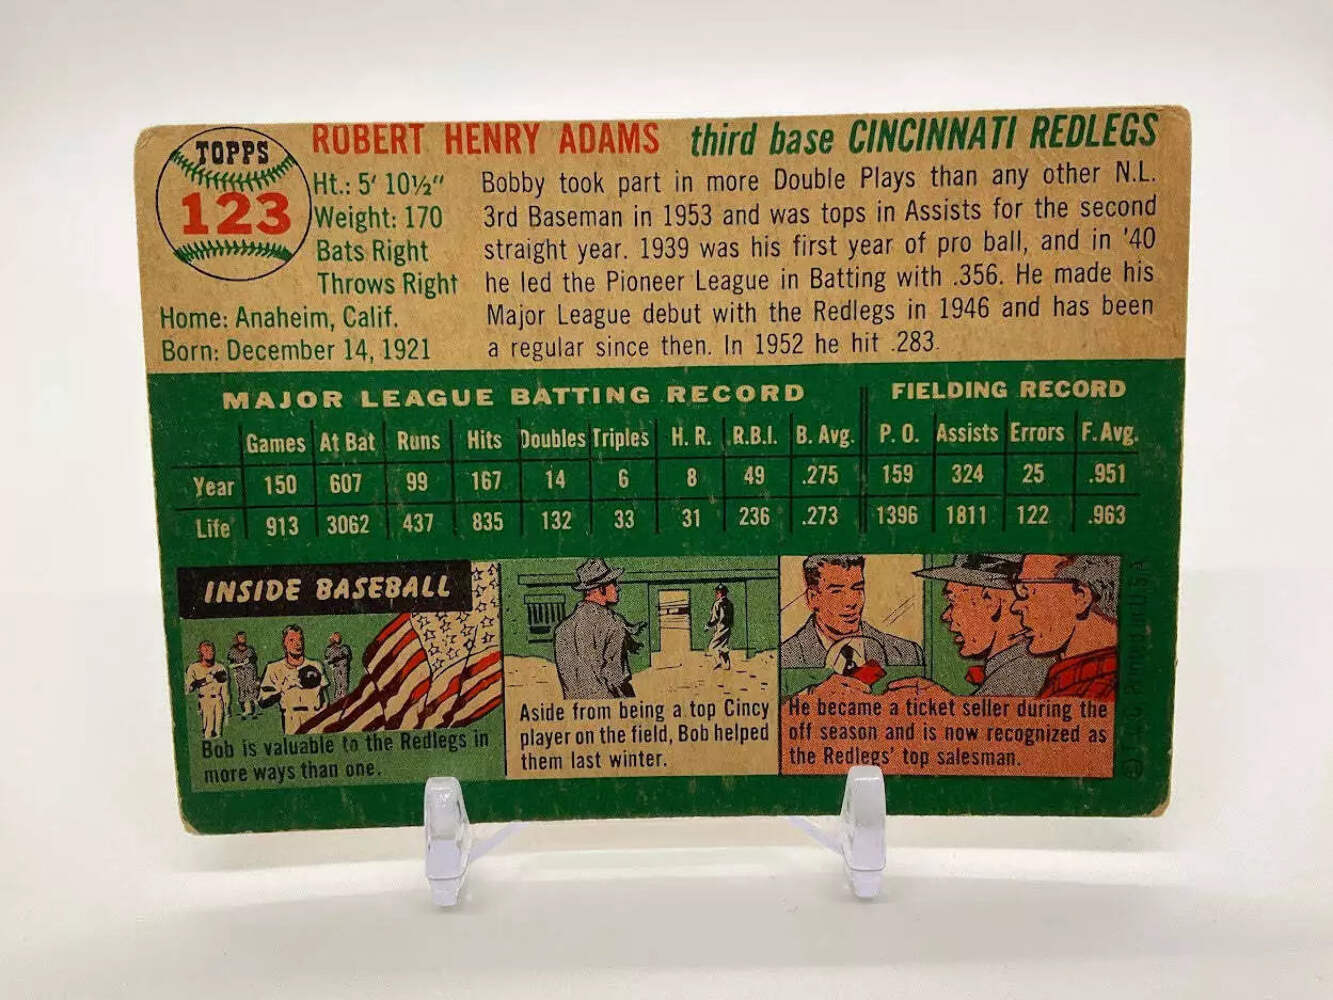 TOPPS
123
ROBERT HENRY ADAMS third base CINCINNATI REDLEGS
Ht.: 5' 10½"
Weight: 170
Bats Right
Throws Right
Home: Anaheim, Calif.
Born: December 14, 1921
Bobby took part in more Double Plays than any other N.L.
3rd Baseman in 1953 and was tops in Assists for the second
straight year. 1939 was his first year of pro ball, and in '40
he led the Pioneer League in Batting with .356. He made his
Major League debut with the Redlegs in 1946 and has been
a regular since then. In 1952 he hit .283.
MAJOR LEAGUE BATTING RECORD FIELDING RECORD
Games At Bat Runs Hits Doubles Triples H. R. R.B.I. B. Avg. P. O. Assists Errors F. Avg.
Year 150 607 99 167 14 6 8 49 .275 159 324 25 .951
Life 913 3062 437 835 132 33 31 236 .273 1396 1811 122 .963
INSIDE BASEBALL
Bob is valuable to the Redlegs in
more ways than one.
Aside from being a top Cincy
player on the field, Bob helped
them last winter.
He became a ticket seller during the
off season and is now recognized as
the Redlegs' top salesman.
© T.C.G. Printed in U.S.A.